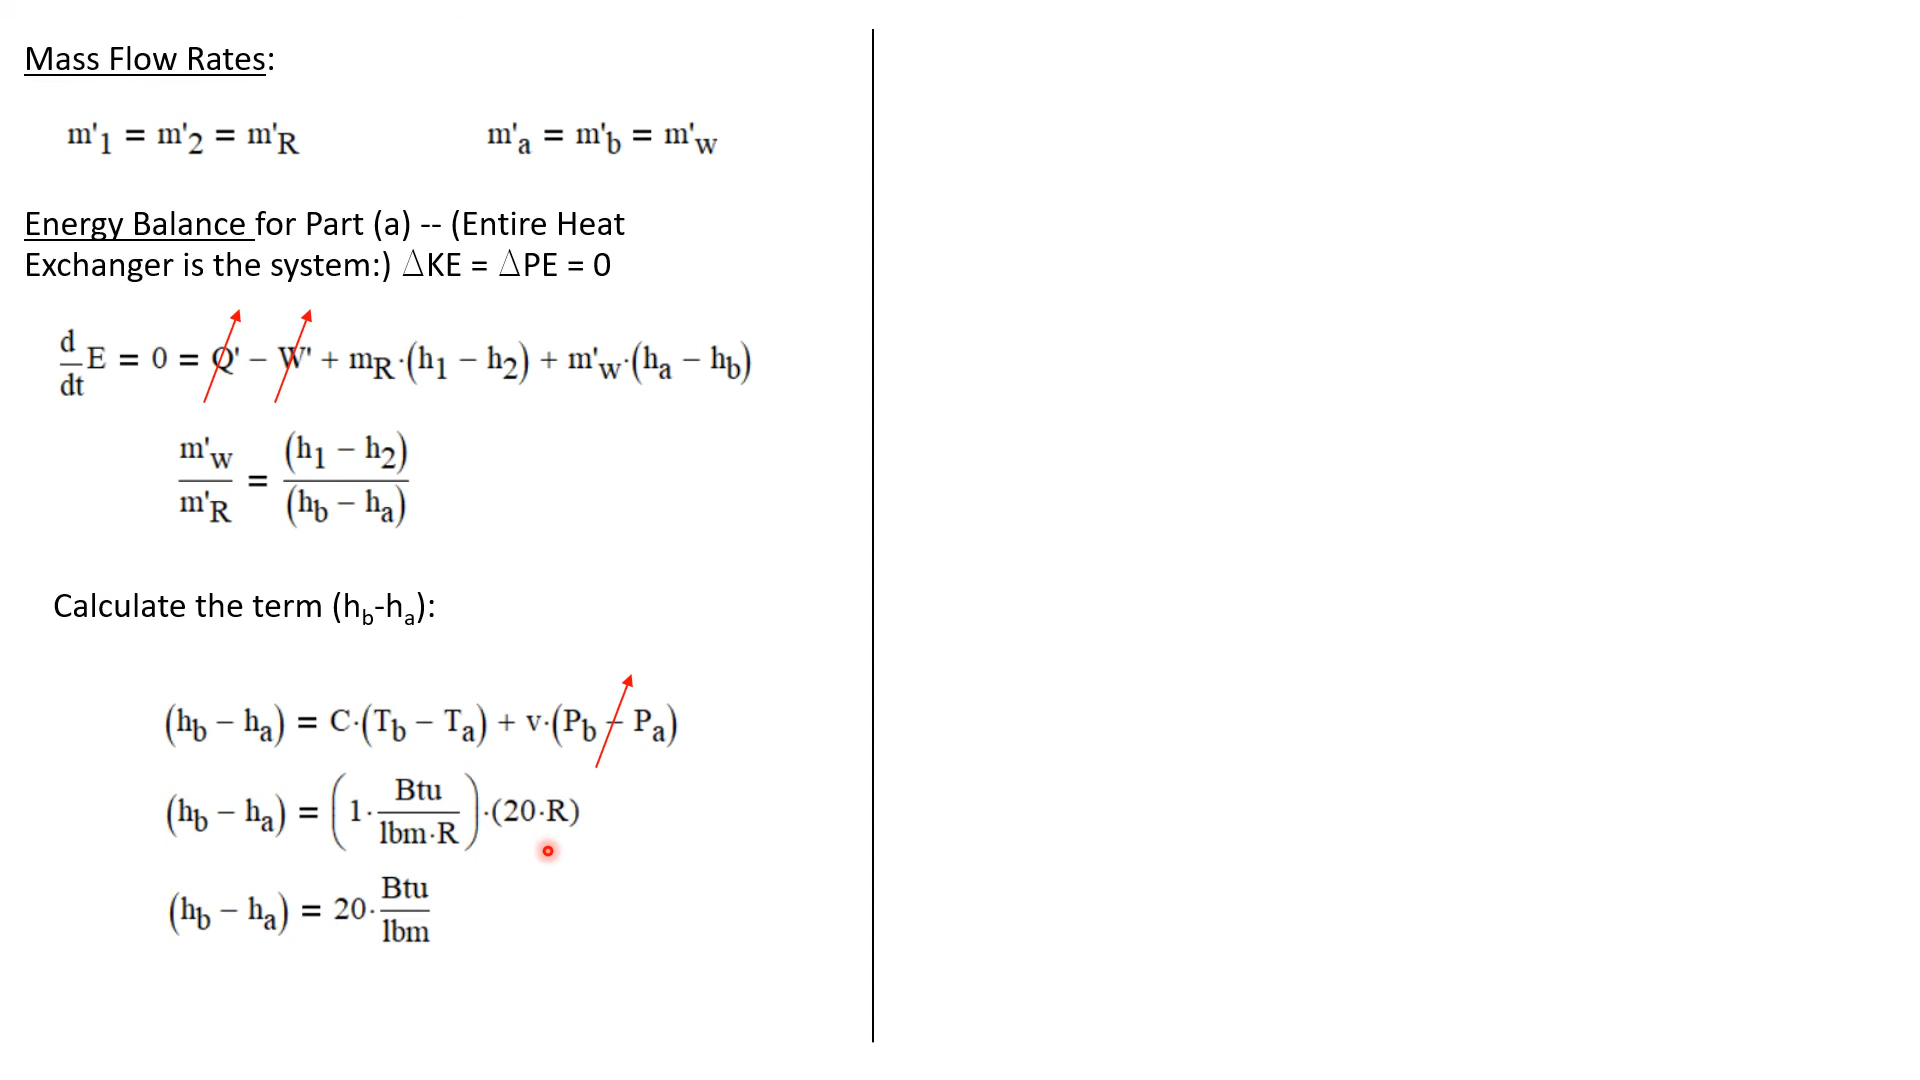 Mass Flow Rates:
m'1 = m'2 = m'R m'a = m'b = m'w
Energy Balance for Part (a) -- (Entire Heat
Exchanger is the system:) △KE = △PE = 0
d/dt E = 0 = Q' − W' + mR·(h1 − h2) + m'w·(ha − hb)
m'w/m'R = (h1 − h2)/(hb − ha)
Calculate the term (hb-ha):
(hb − ha) = C·(Tb − Ta) + v·(Pb − Pa)
(hb − ha) = (1·Btu/lbm·R)·(20·R)
(hb − ha) = 20·Btu/lbm